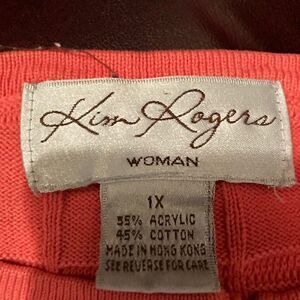 Kim Rogers
WOMAN
1X
55% ACRYLIC
45% COTTON
MADE IN HONG KONG
SEE REVERSE FOR CARE